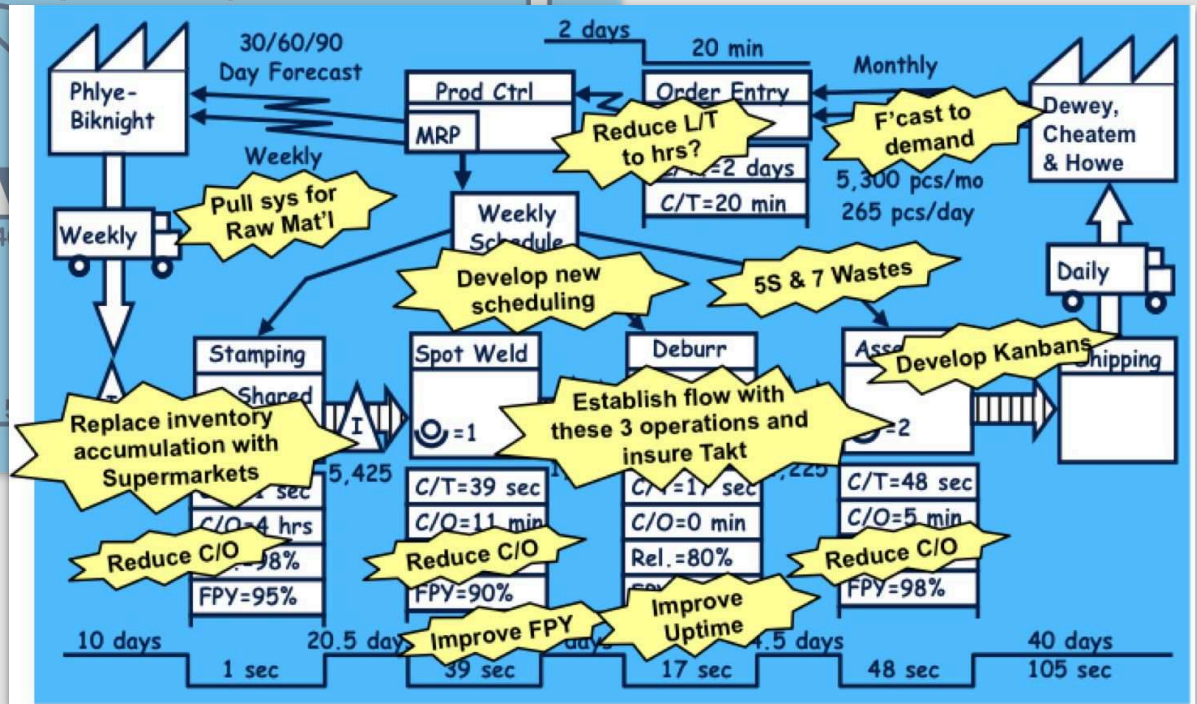 2 days
20 min
30/60/90
Day Forecast
Monthly
Phlye-
Biknight
Prod Ctrl
MRP
Order Entry
Reduce L/T
to hrs?
F'cast to
demand
Dewey,
Cheatem
& Howe
Weekly
=2 days
C/T=20 min
5,300 pcs/mo
265 pcs/day
Pull sys for
Raw Mat'l
Weekly
Weekly
Schedule
Develop new
scheduling
5S & 7 Wastes
Daily
Stamping
Shared
Spot Weld
Deburr
Develop Kanbans
Shipping
Replace inventory
accumulation with
Supermarkets
I
=1
Establish flow with
these 3 operations and
insure Takt
=2
5,425
sec
C/O=4 hrs
98%
FPY=95%
C/T=39 sec
C/O=11 min
FPY=90%
C/T=17 sec
C/O=0 min
Rel.=80%
C/T=48 sec
C/O=5 min
FPY=98%
Reduce C/O
Reduce C/O
Reduce C/O
Improve FPY
Improve
Uptime
10 days
20.5 day
4.5 days
40 days
1 sec
39 sec
17 sec
48 sec
105 sec